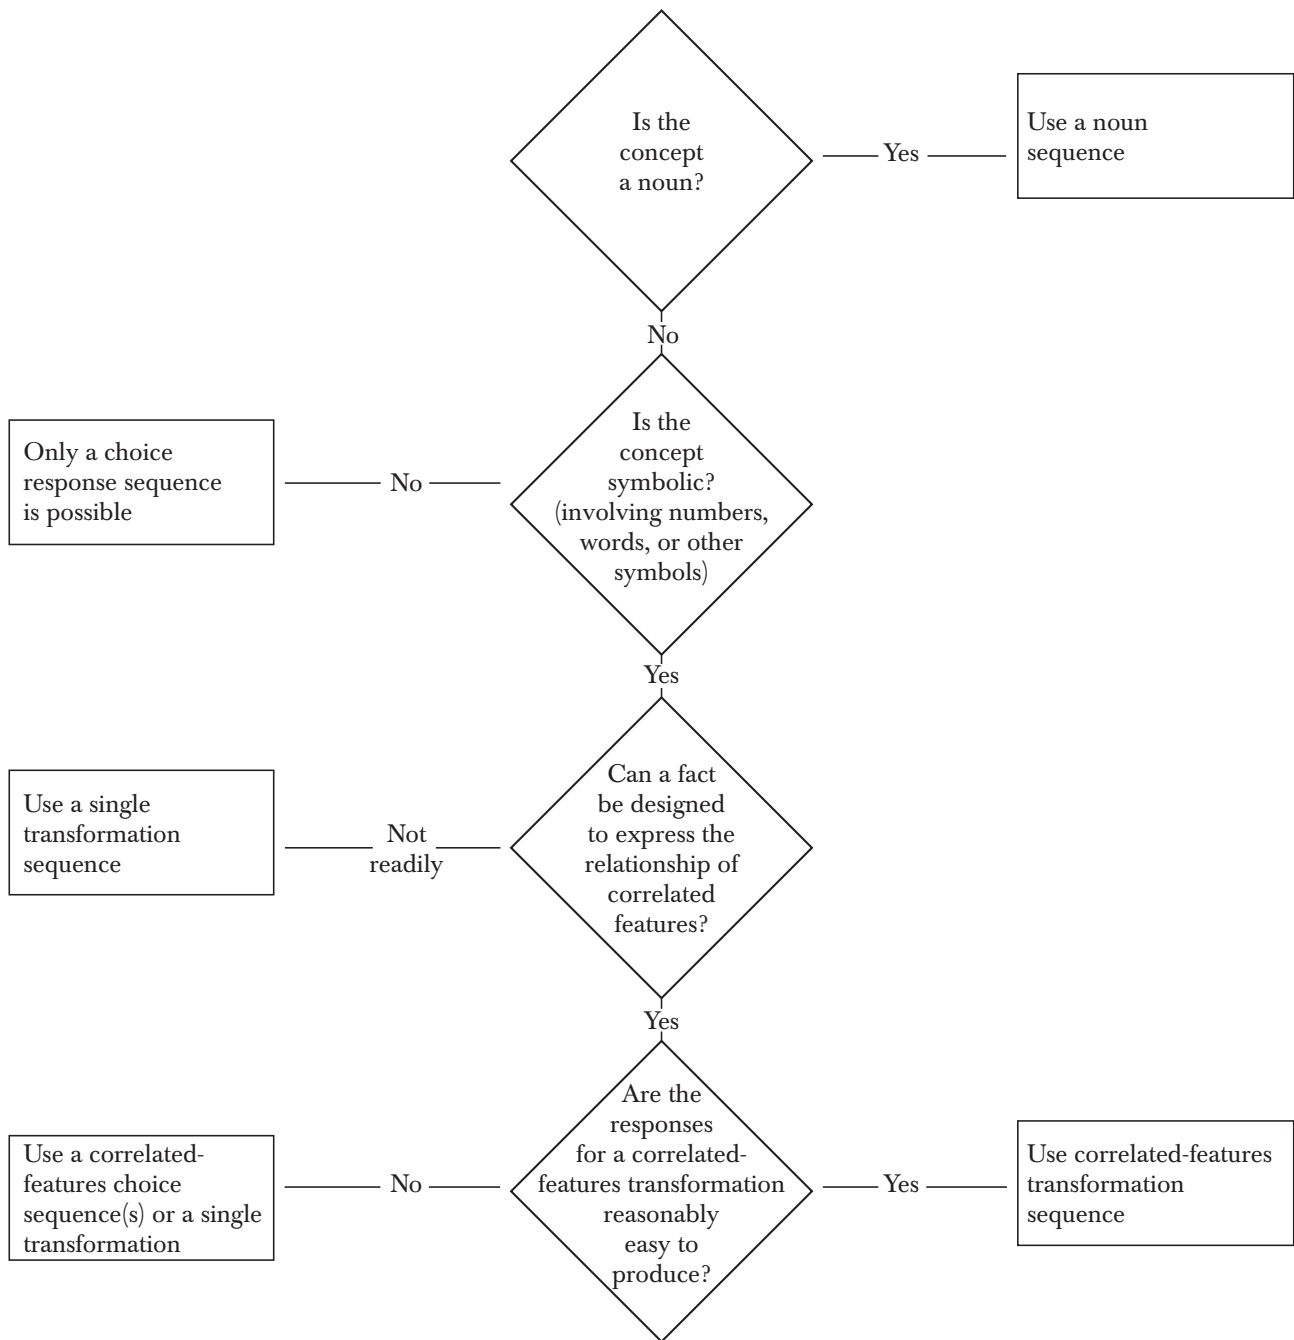 Is the
concept
a noun?
Yes
Use a noun
sequence
No
Is the
concept
symbolic?
(involving numbers,
words, or other
symbols)
No
Only a choice
response sequence
is possible
Yes
Can a fact
be designed
to express the
relationship of
correlated
features?
Not
readily
Use a single
transformation
sequence
Yes
Are the
responses
for a correlated-
features transformation
reasonably
easy to
produce?
No
Use a correlated-
features choice
sequence(s) or a single
transformation
Yes
Use correlated-features
transformation
sequence